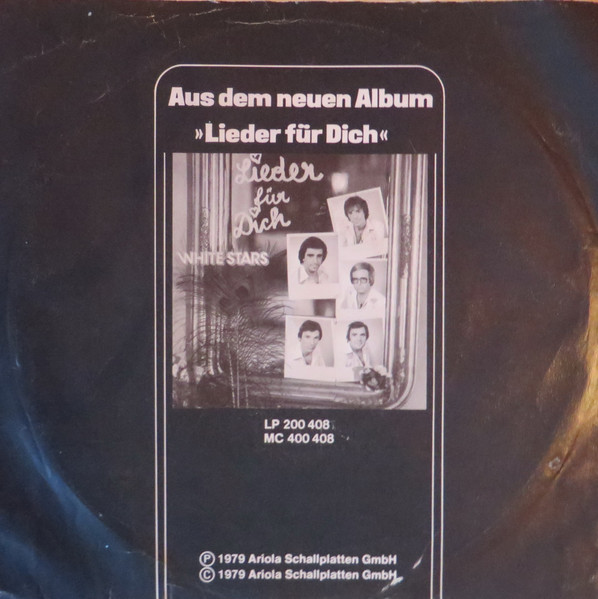 Aus dem neuen Album
»Lieder für Dich«
Lieder
für
Dich
WHITE STARS
LP 200 408
MC 400 408
Ⓟ 1979 Ariola Schallplatten GmbH
Ⓒ 1979 Ariola Schallplatten GmbH